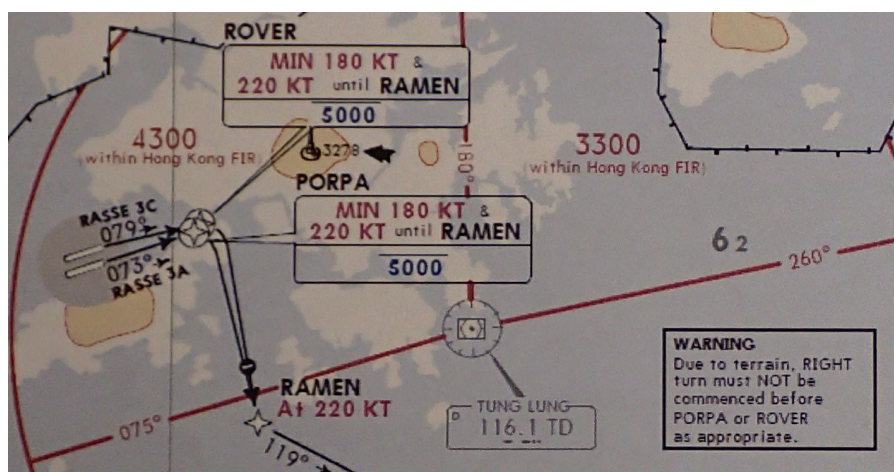 ROVER
MIN 180 KT &
220 KT until RAMEN
5000
4300
(within Hong Kong FIR)
3278
180°
3300
(within Hong Kong FIR)
PORPA
MIN 180 KT &
220 KT until RAMEN
5000
RASSE 3C
079°
073°
RASSE 3A
62
260°
WARNING
Due to terrain, RIGHT
turn must NOT be
commenced before
PORPA or ROVER
as appropriate.
RAMEN
At 220 KT
075°
119°
TUNG LUNG
D 116.1 TD